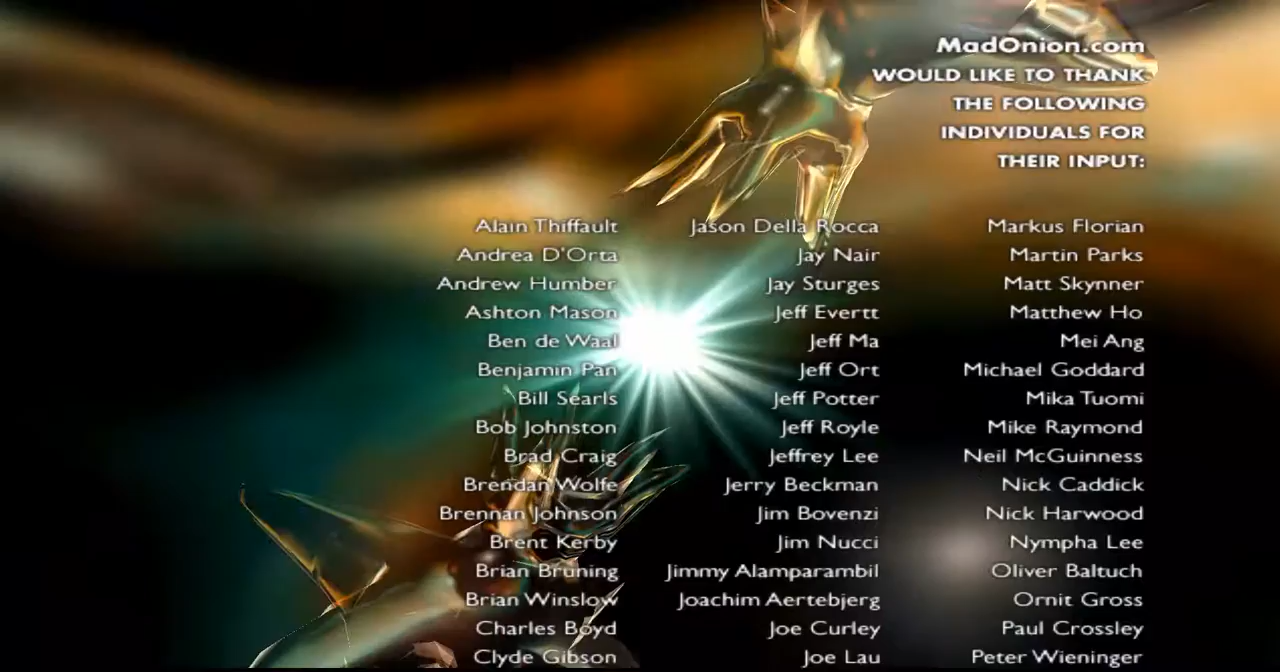 MadOnion.com
WOULD LIKE TO THANK
THE FOLLOWING
INDIVIDUALS FOR
THEIR INPUT:
Alain Thiffault
Andrea D'Orta
Andrew Humber
Ashton Mason
Ben de Waal
Benjamin Pan
Bill Searls
Bob Johnston
Brad Craig
Brendan Wolfe
Brennan Johnson
Brent Kerby
Brian Bruning
Brian Winslow
Charles Boyd
Clyde Gibson
Jason Della Rocca
Jay Nair
Jay Sturges
Jeff Evertt
Jeff Ma
Jeff Ort
Jeff Potter
Jeff Royle
Jeffrey Lee
Jerry Beckman
Jim Bovenzi
Jim Nucci
Jimmy Alamparambil
Joachim Aertebjerg
Joe Curley
Joe Lau
Markus Florian
Martin Parks
Matt Skynner
Matthew Ho
Mei Ang
Michael Goddard
Mika Tuomi
Mike Raymond
Neil McGuinness
Nick Caddick
Nick Harwood
Nympha Lee
Oliver Baltuch
Ornit Gross
Paul Crossley
Peter Wieninger